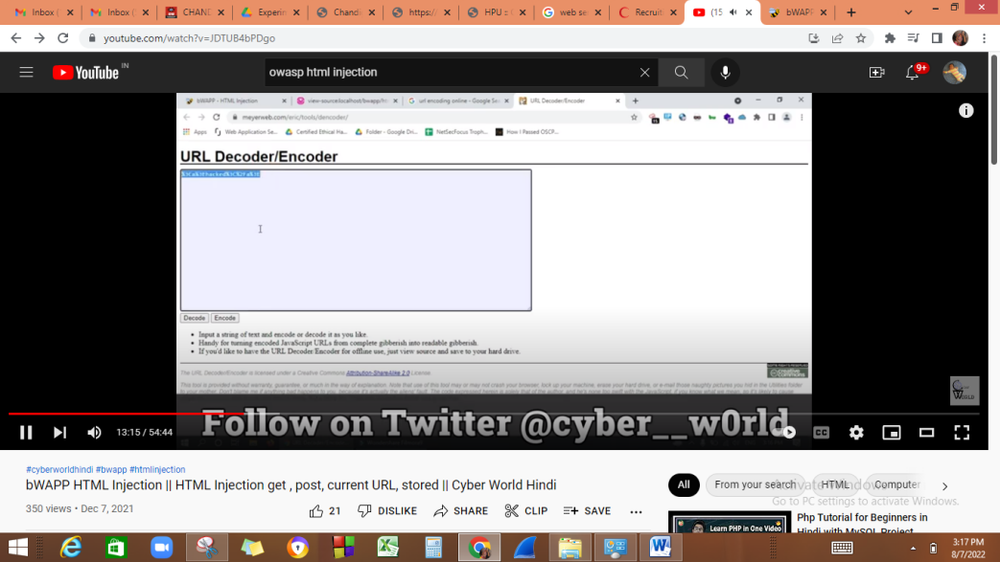 Inbox (
Inbox (
CHAND
Experim
Chandi
https:/
HPU ::
web se
Recruit
(15
bWAPP
youtube.com/watch?v=JDTUB4bPDgo
YouTube IN
owasp html injection
9+
bWAPP - HTML Injection
view-source:localhost/bwapp/ht
url encoding online - Google Se
URL Decoder/Encoder
meyerweb.com/eric/tools/dencoder/
Apps
Web Application Se...
Certified Ethical Ha...
Folder - Google Dri...
NetSecFocus Troph...
How I Passed OSCP...
URL Decoder/Encoder
Decode
Encode
Input a string of text and encode or decode it as you like.
Handy for turning encoded JavaScript URLs from complete gibberish into readable gibberish.
If you'd like to have the URL Decoder/Encoder for offline use, just view source and save to your hard drive.
The URL Decoder/Encoder is licensed under a Creative Commons Attribution-ShareAlike 2.0 License.
WORLD
Follow on Twitter @cyber__w0rld
13:15 / 54:44
CC
#cyberworldhindi #bwapp #htmlinjection
bWAPP HTML Injection || HTML Injection get , post, current URL, stored || Cyber World Hindi
350 views • Dec 7, 2021
21
DISLIKE
SHARE
CLIP
SAVE
All
From your search
HTML
Computer
Activate Windows
Go to PC settings to activate Windows.
Learn PHP in One Video
Php Tutorial for Beginners in
Hindi with MySQL Project
3:17 PM
8/7/2022